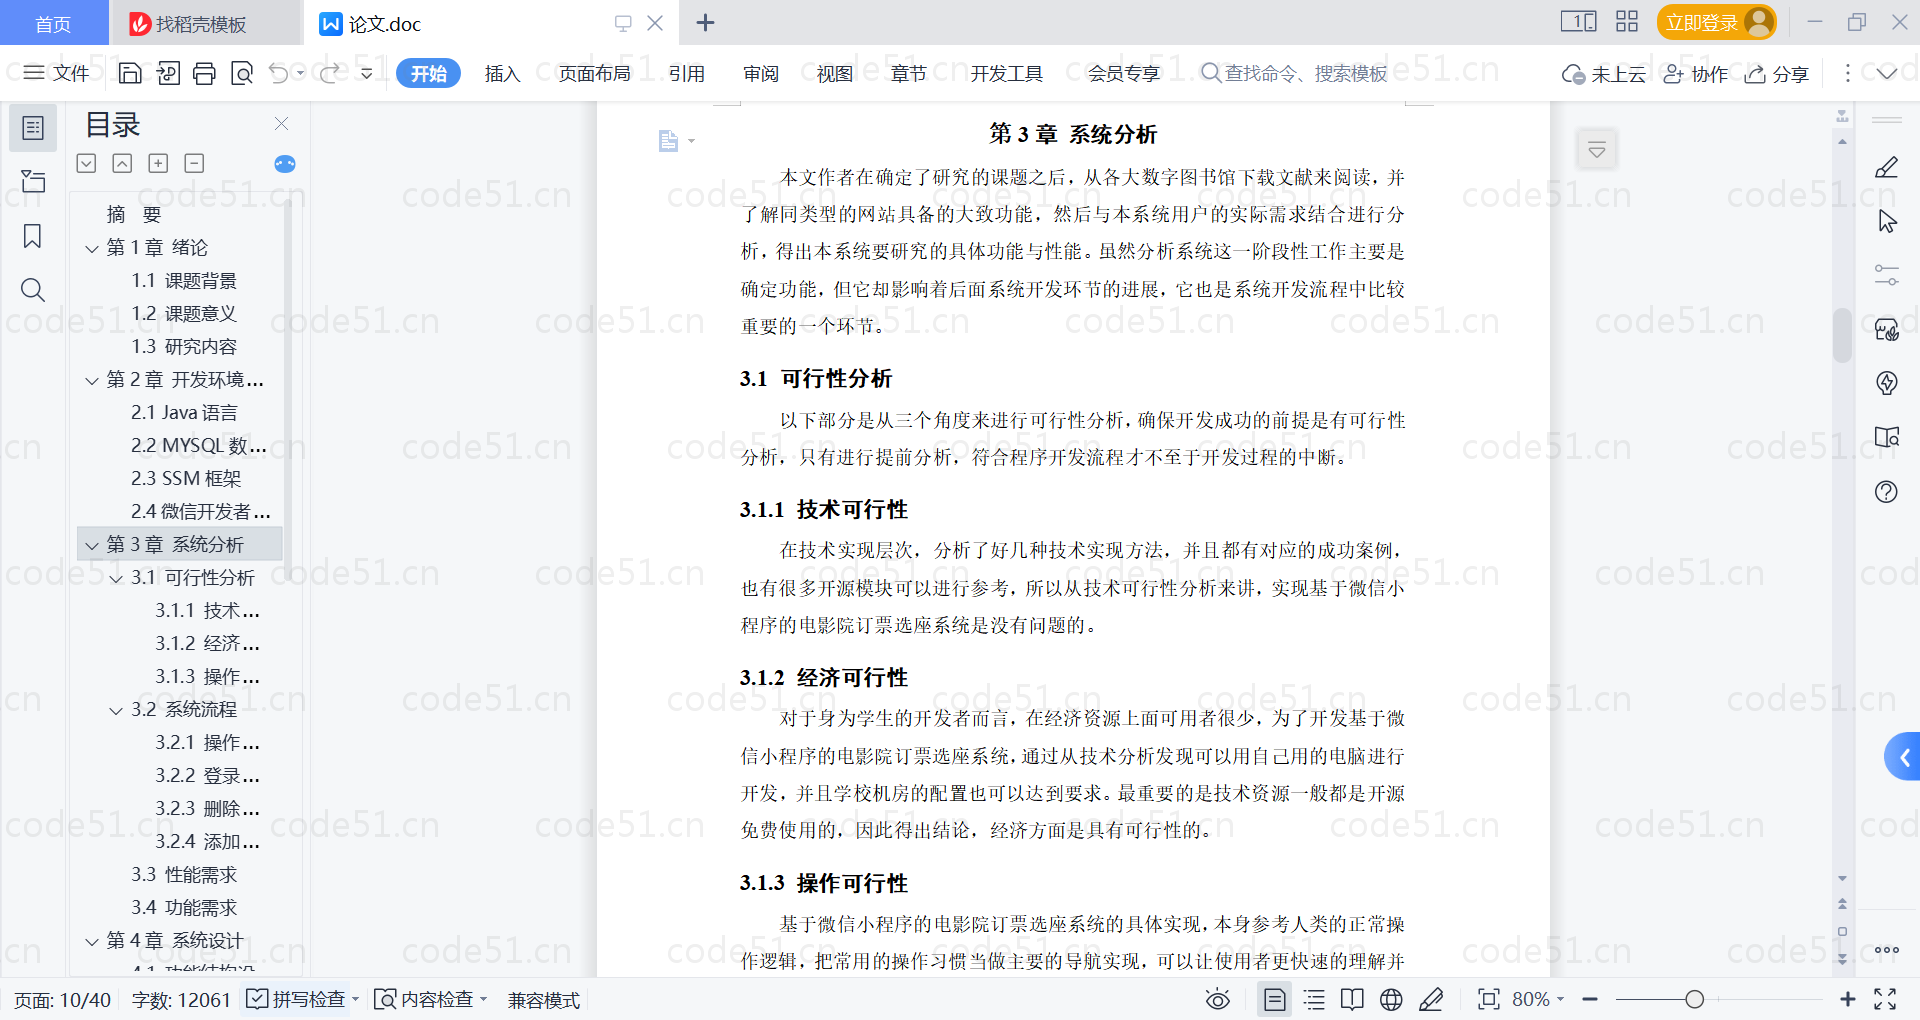 首页
找稻壳模板
论文.doc
立即登录
文件
开始
插入
页面布局
引用
审阅
视图
章节
开发工具
会员专享
查找命令、搜索模板
未上云
协作
分享
目录
摘 要
第 1 章 绪论
1.1 课题背景
1.2 课题意义
1.3 研究内容
第 2 章 开发环境...
2.1 Java 语言
2.2 MYSQL 数...
2.3 SSM 框架
2.4 微信开发者...
第 3 章 系统分析
3.1 可行性分析
3.1.1 技术...
3.1.2 经济...
3.1.3 操作...
3.2 系统流程
3.2.1 操作...
3.2.2 登录...
3.2.3 删除...
3.2.4 添加...
3.3 性能需求
3.4 功能需求
第 4 章 系统设计
4.1 功能结构设
第 3 章 系统分析
本文作者在确定了研究的课题之后，从各大数字图书馆下载文献来阅读，并
了解同类型的网站具备的大致功能，然后与本系统用户的实际需求结合进行分
析，得出本系统要研究的具体功能与性能。虽然分析系统这一阶段性工作主要是
确定功能，但它却影响着后面系统开发环节的进展，它也是系统开发流程中比较
重要的一个环节。
3.1 可行性分析
以下部分是从三个角度来进行可行性分析，确保开发成功的前提是有可行性
分析，只有进行提前分析，符合程序开发流程才不至于开发过程的中断。
3.1.1 技术可行性
在技术实现层次，分析了好几种技术实现方法，并且都有对应的成功案例，
也有很多开源模块可以进行参考，所以从技术可行性分析来讲，实现基于微信小
程序的电影院订票选座系统是没有问题的。
3.1.2 经济可行性
对于身为学生的开发者而言，在经济资源上面可用者很少，为了开发基于微
信小程序的电影院订票选座系统，通过从技术分析发现可以用自己用的电脑进行
开发，并且学校机房的配置也可以达到要求。最重要的是技术资源一般都是开源
免费使用的，因此得出结论，经济方面是具有可行性的。
3.1.3 操作可行性
基于微信小程序的电影院订票选座系统的具体实现，本身参考人类的正常操
作逻辑，把常用的操作习惯当做主要的导航实现，可以让使用者更快速的理解并
页面: 10/40
字数: 12061
拼写检查
内容检查
兼容模式
80%
code51.cn